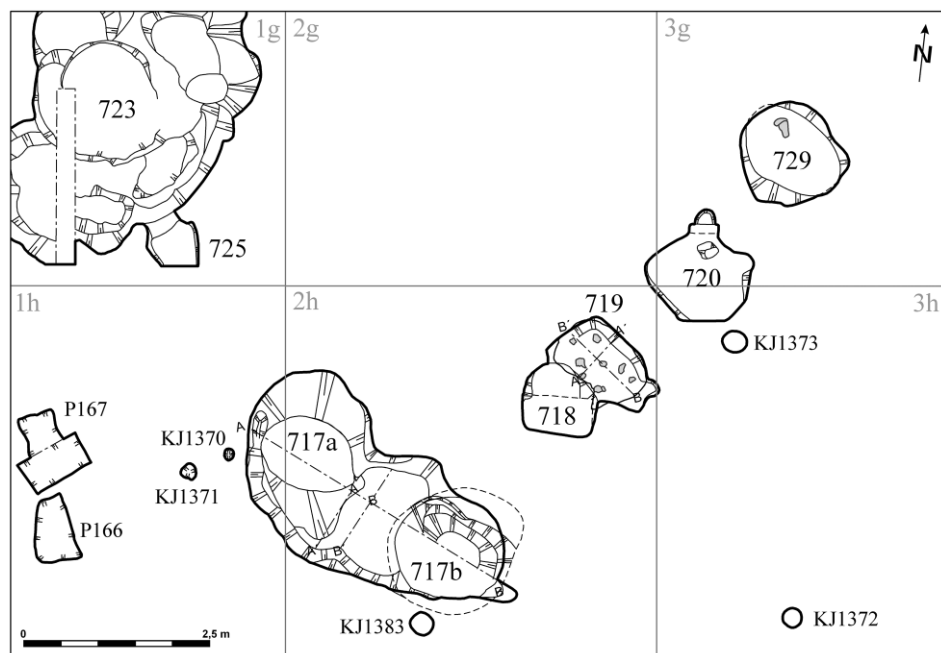 1g
2g
3g
N
723
729
725
720
1h
2h
719
3h
B´
A´
KJ1373
A
B
718
P167
A
717a
KJ1370
KJ1371
A
B
P166
A
B
717b
B
KJ1383
KJ1372
0
2,5 m